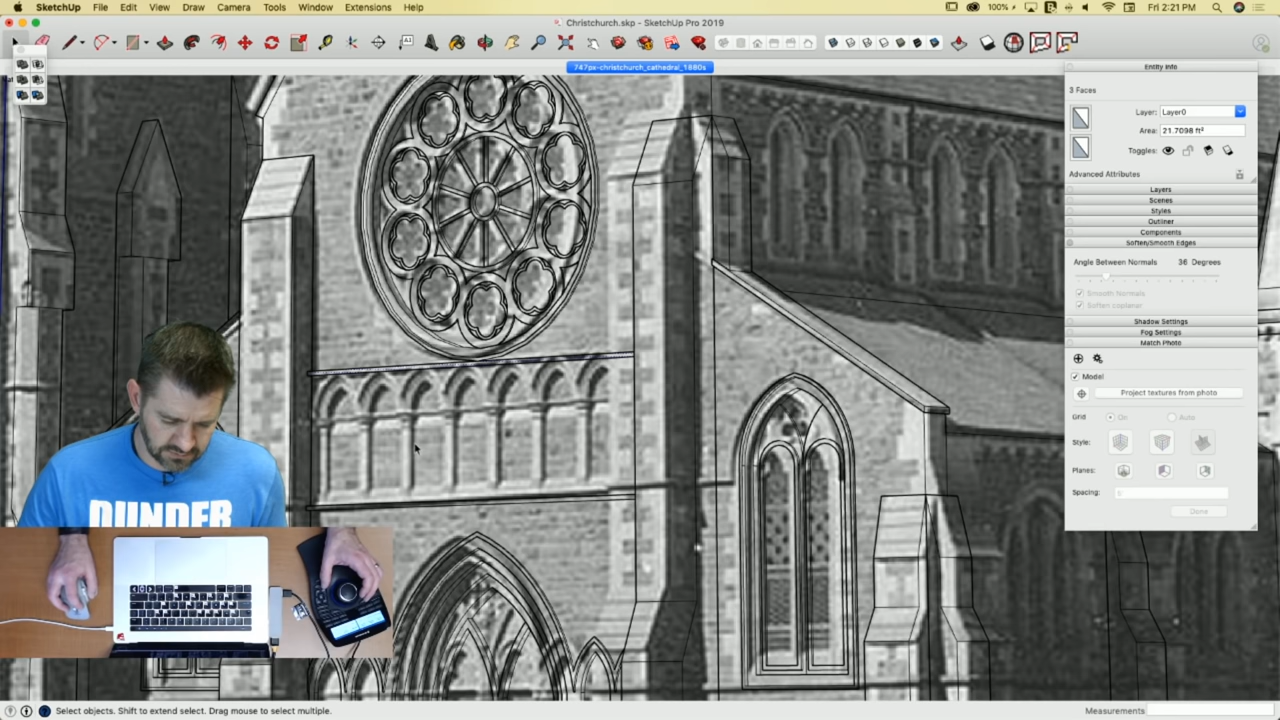 SketchUp File Edit View Draw Camera Tools Window Extensions Help
100% Fri 2:21 PM
Christchurch.skp - SketchUp Pro 2019
747px-christchurch_cathedral_1880s
Entity Info
3 Faces
Layer: Layer0
Area: 21.7098 ft²
Toggles:
Advanced Attributes
Layers
Scenes
Styles
Outliner
Components
Soften/Smooth Edges
Angle Between Normals 36 Degrees
Smooth Normals
Soften coplanar
Shadow Settings
Fog Settings
Match Photo
Model
Project textures from photo
Grid On Auto
Style:
Planes:
Spacing:
Done
DUNDER
Select objects. Shift to extend select. Drag mouse to select multiple.
Measurements